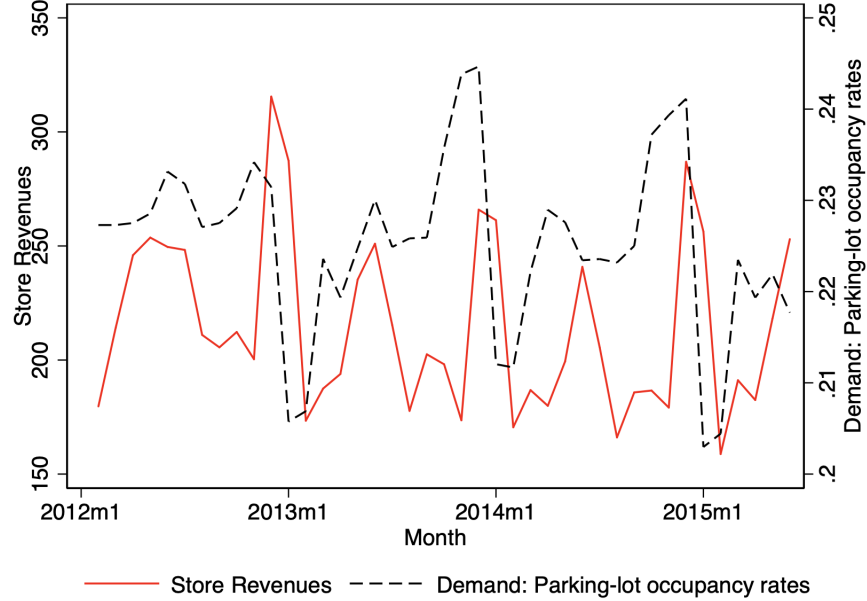 350
300
250
200
150
Store Revenues
.25
.24
.23
.22
.21
.2
Demand: Parking-lot occupancy rates
2012m1 2013m1 2014m1 2015m1
Month
Store Revenues Demand: Parking-lot occupancy rates